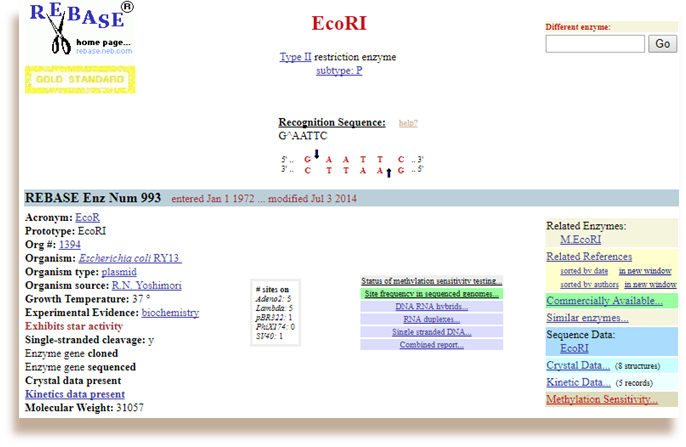 REBASE®
home page...
rebase.neb.com
GOLD STANDARD
EcoRI
Type II restriction enzyme
subtype: P
Different enzyme:
Go
Recognition Sequence: help?
G^AATTC
5' .. G A A T T C .. 3'
3' .. C T T A A G .. 5'
REBASE Enz Num 993 entered Jan 1 1972 ... modified Jul 3 2014
Acronym: EcoR
Prototype: EcoRI
Org #: 1394
Organism: Escherichia coli RY13
Organism type: plasmid
Organism source: R.N. Yoshimori
Growth Temperature: 37 °
Experimental Evidence: biochemistry
Exhibits star activity
Single-stranded cleavage: y
Enzyme gene cloned
Enzyme gene sequenced
Crystal data present
Kinetics data present
Molecular Weight: 31057
# sites on
Adeno2: 5
Lambda: 5
pBR322: 1
PhiX174: 0
SV40: 1
Status of methylation sensitivity testing...
Site frequency in sequenced genomes...
DNA RNA hybrids...
RNA duplexes...
Single stranded DNA...
Combined report...
Related Enzymes:
M.EcoRI
Related References
sorted by date in new window
sorted by authors in new window
Commercially Available...
Similar enzymes...
Sequence Data:
EcoRI
Crystal Data... (8 structures)
Kinetic Data... (5 records)
Methylation Sensitivity...